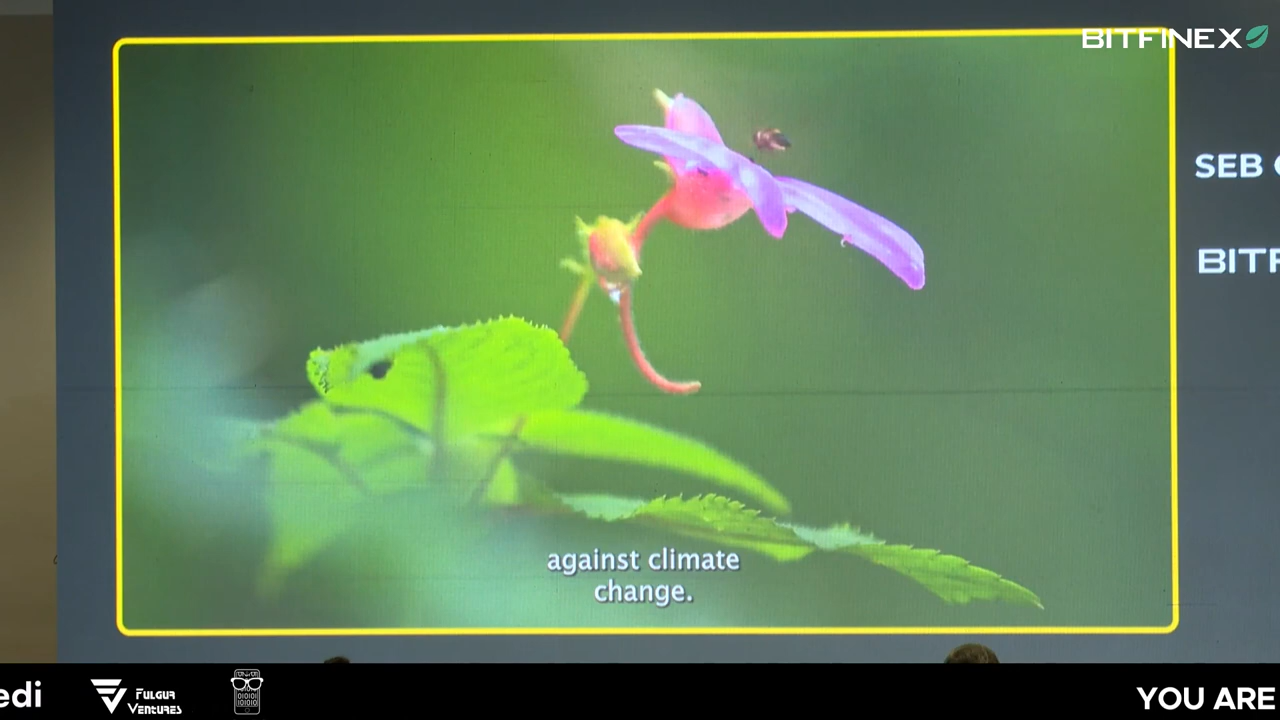 BITFINEX
SEB
BITF
against climate
change.
edi
FULGUR
VENTURES
YOU ARE